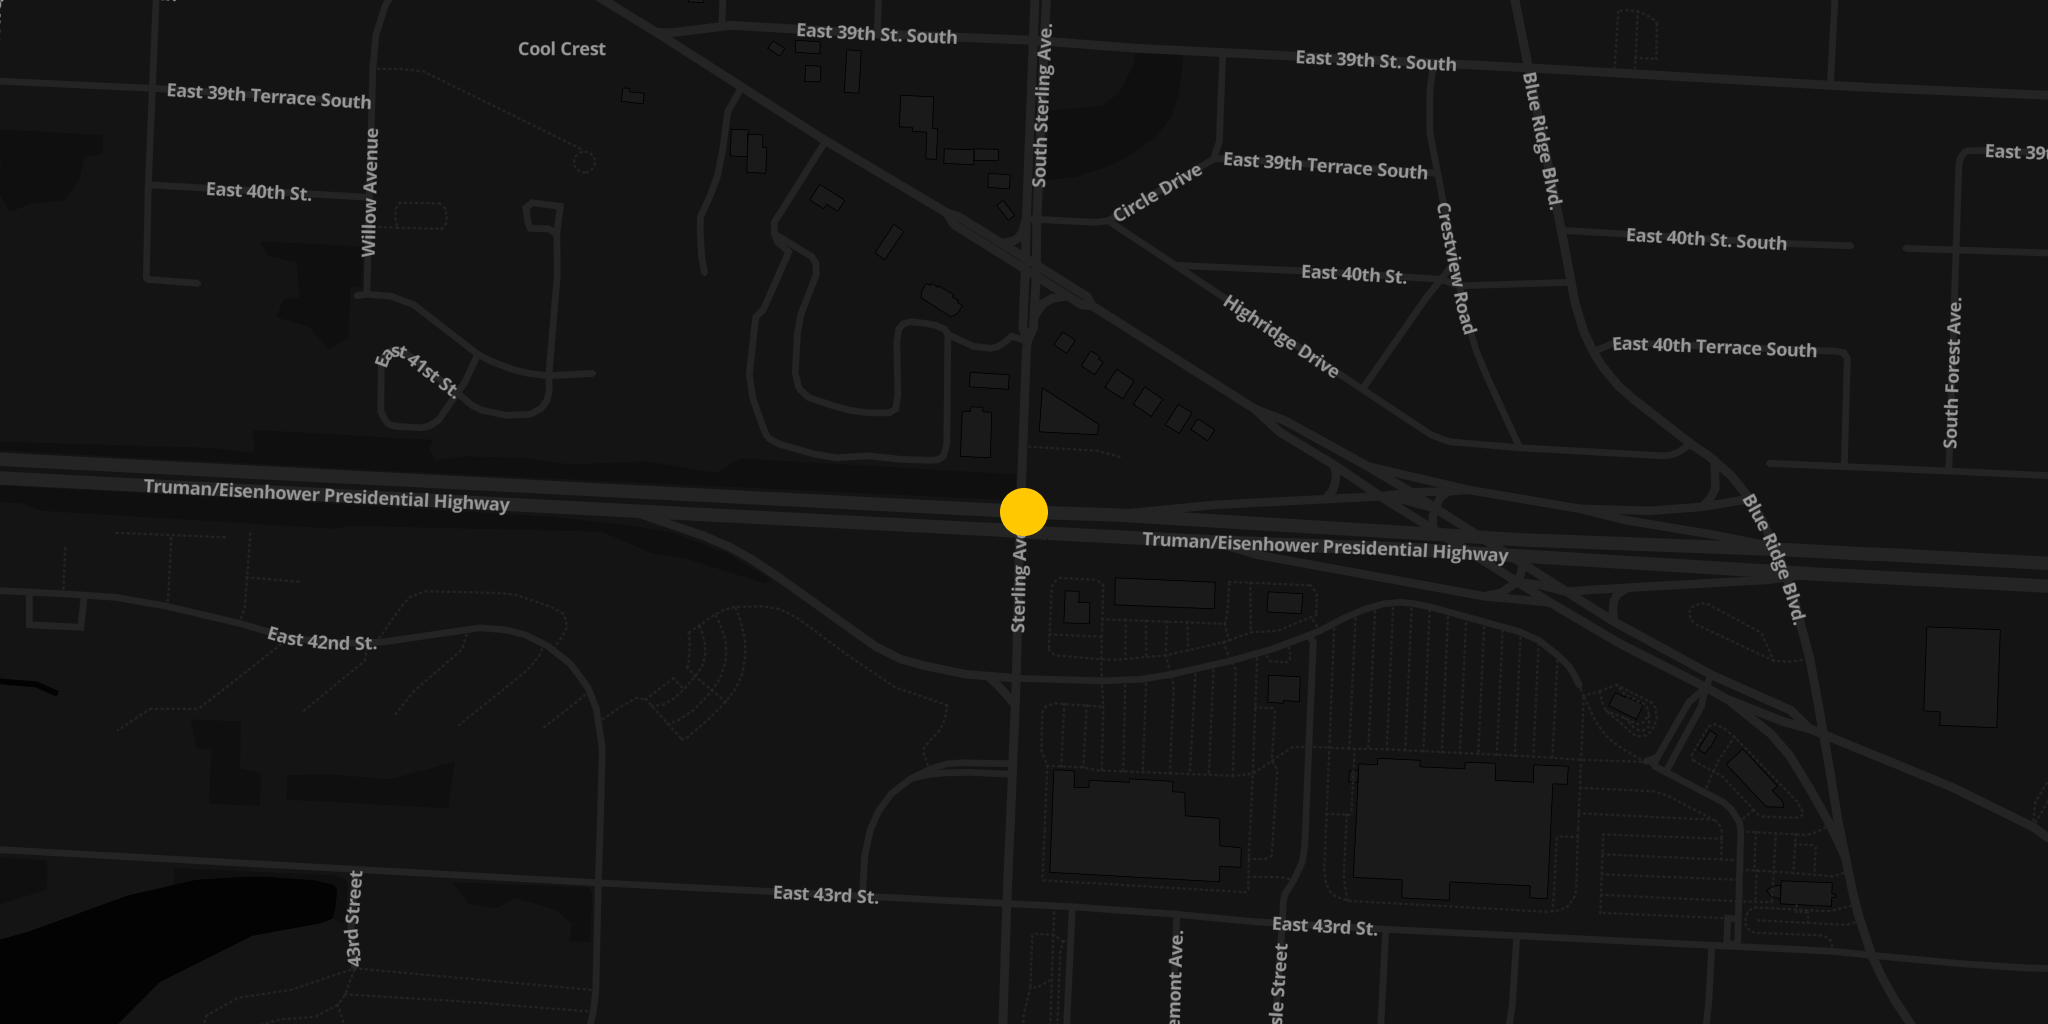 East 39th St. South
Cool Crest
East 39th St. South
East 39th Terrace South
South Sterling Ave.
Blue Ridge Blvd.
East 39th Terrace South
Willow Avenue
East 40th St.
Circle Drive
East 40th St. South
Crestview Road
East 40th St.
Highridge Drive
East 40th Terrace South
South Forest Ave.
East 41st St.
Truman/Eisenhower Presidential Highway
Truman/Eisenhower Presidential Highway
Blue Ridge Blvd.
Sterling Ave
East 42nd St.
East 43rd St.
43rd Street
East 43rd St.